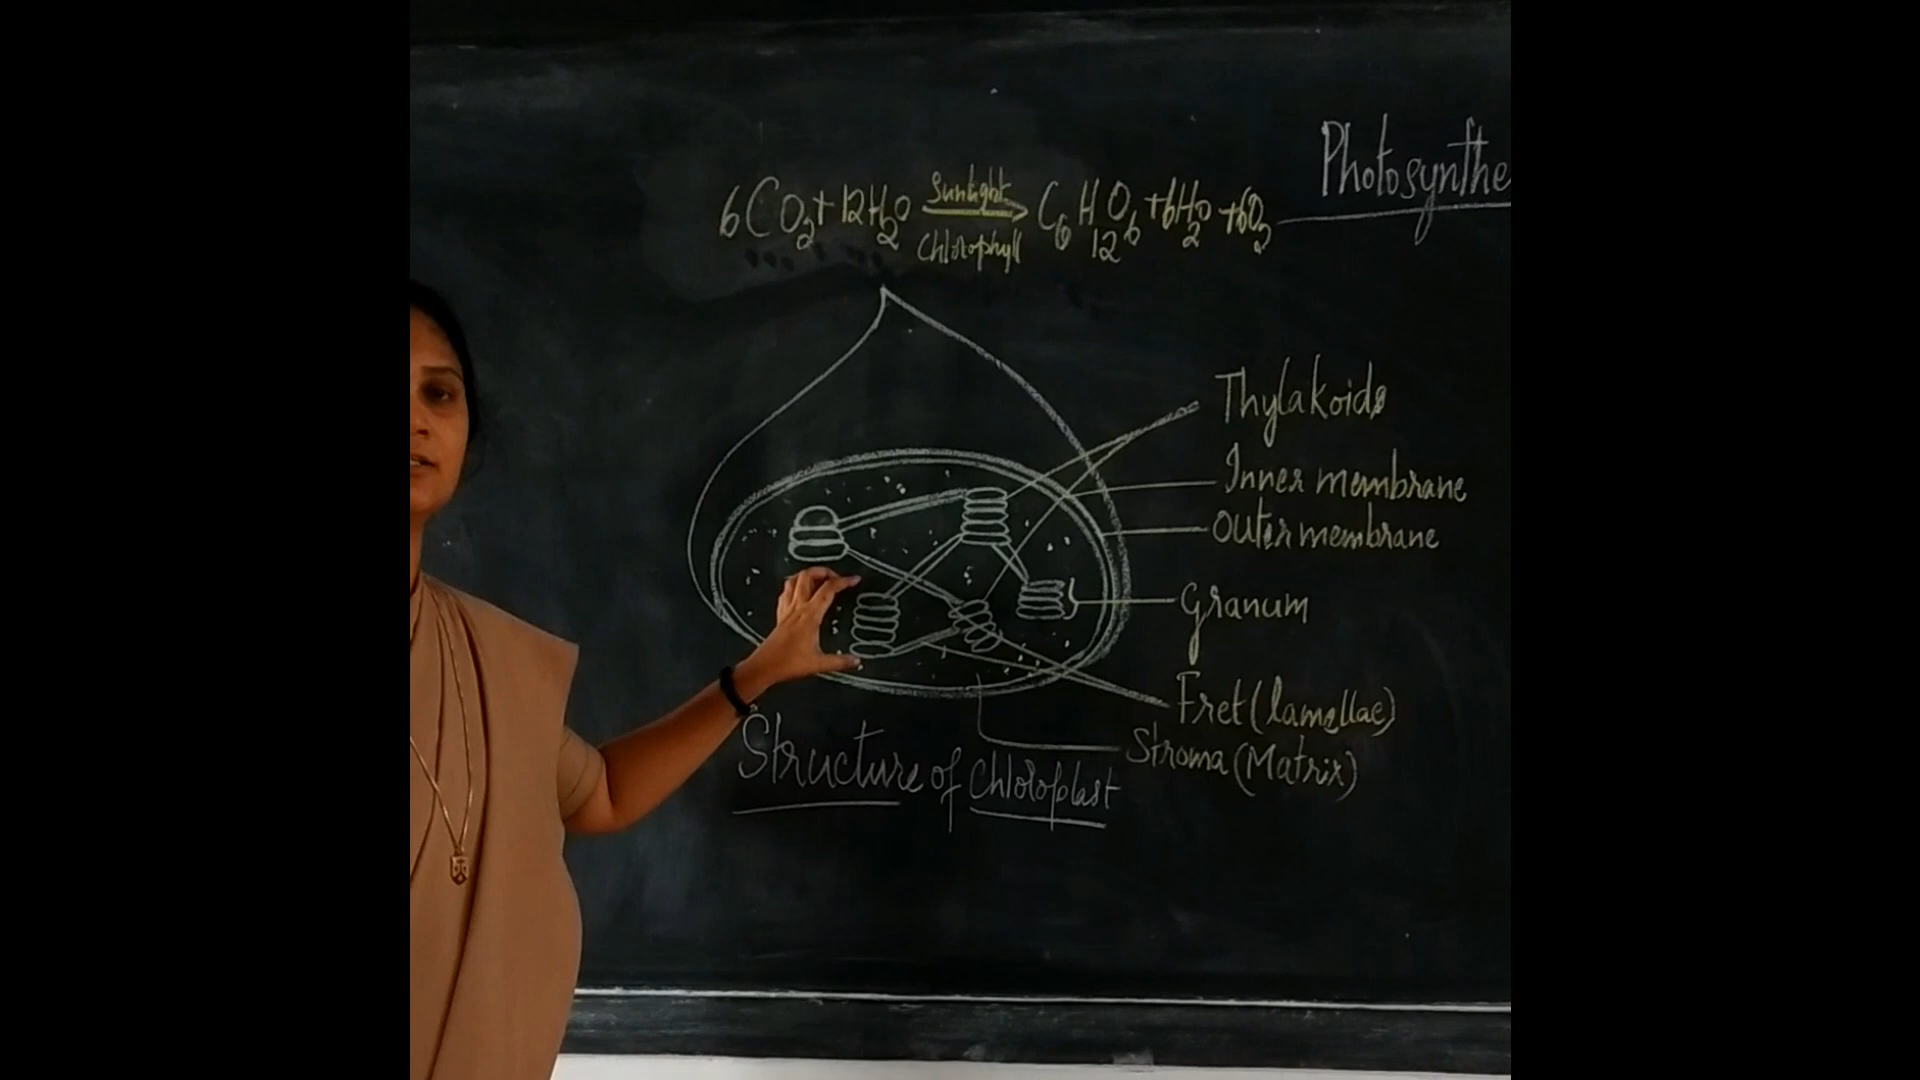 Photosynthe
6CO2+12H2O Sunlight Chlorophyll C6H12O6+6H2O+6O2
Thylakoids
Inner membrane
Outer membrane
Granum
Fret (lamellae)
Stroma (Matrix)
Structure of Chloroplast